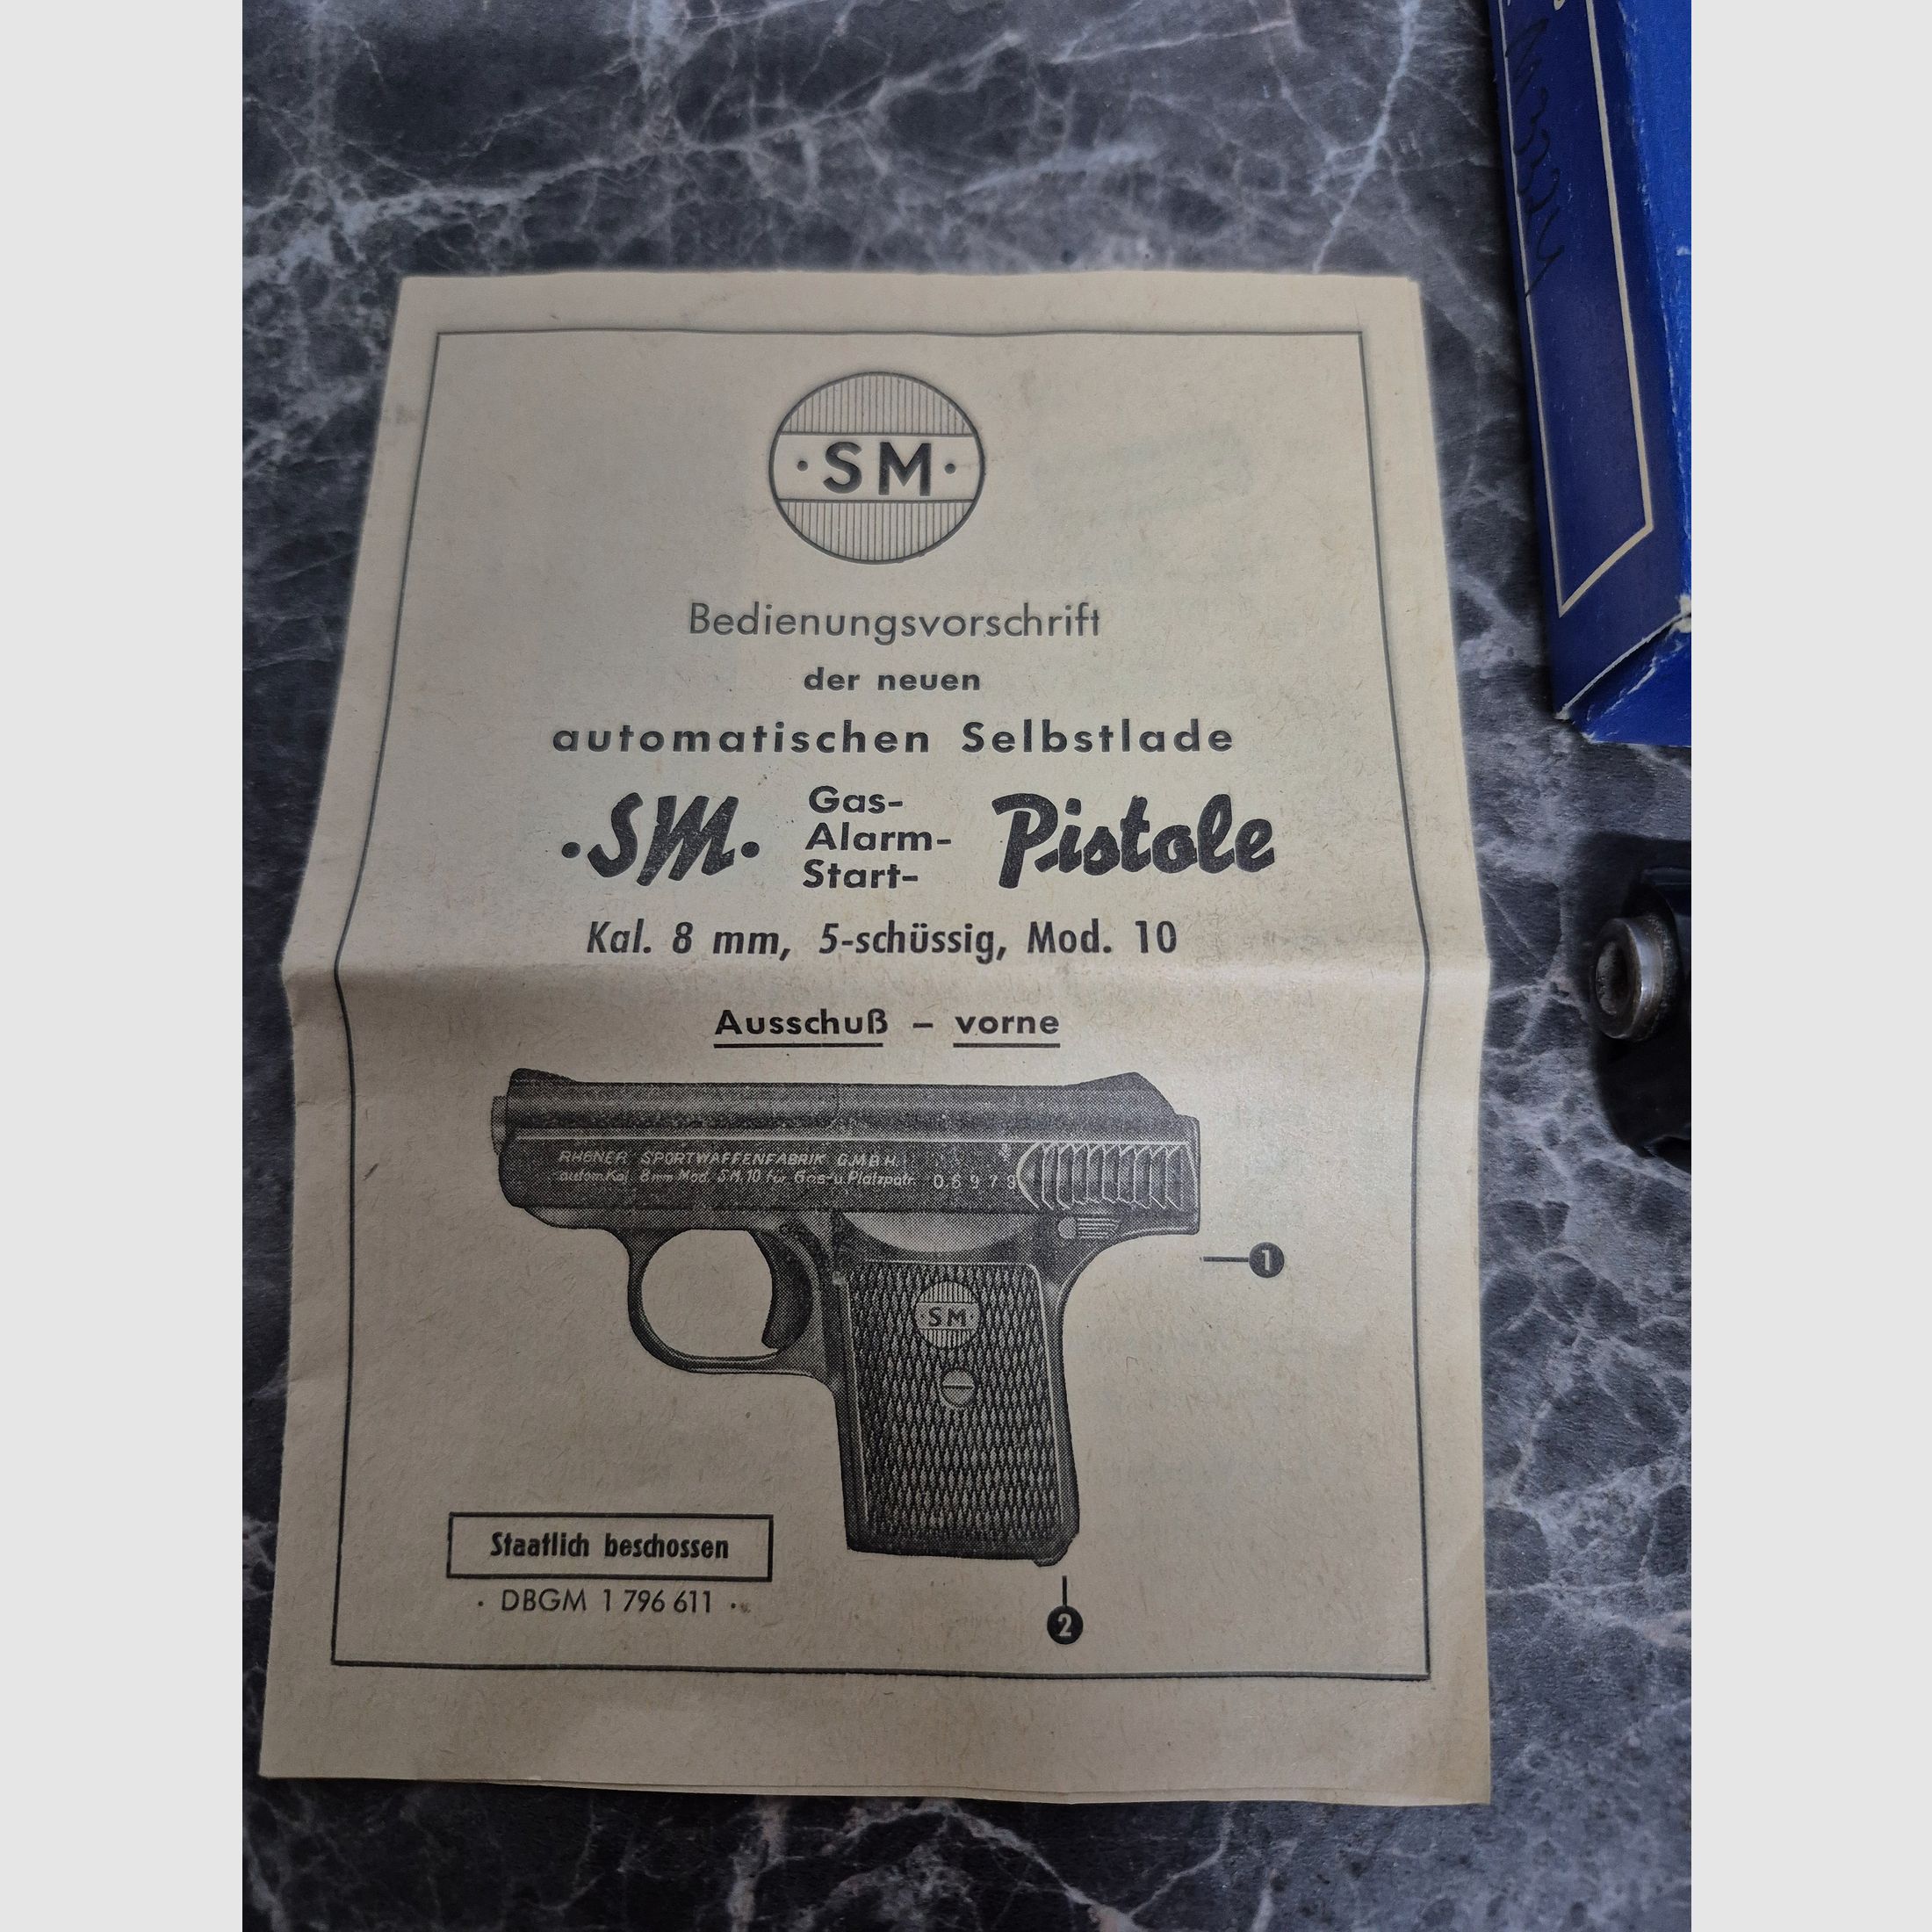 · SM ·
Bedienungsvorschrift
der neuen
automatischen Selbstlade
·SM· Gas- Alarm- Start- Pistole
Kal. 8 mm, 5-schüssig, Mod. 10
Ausschuß – vorne
RHÖNER SPORTWAFFENFABRIK G.M.B.H.
autom. Kal. 8 mm Mod. SM.10 für Gas- u. Platzpatr. 06979
1
·SM·
Staatlich beschossen
· DBGM 1 796 611 ·
2